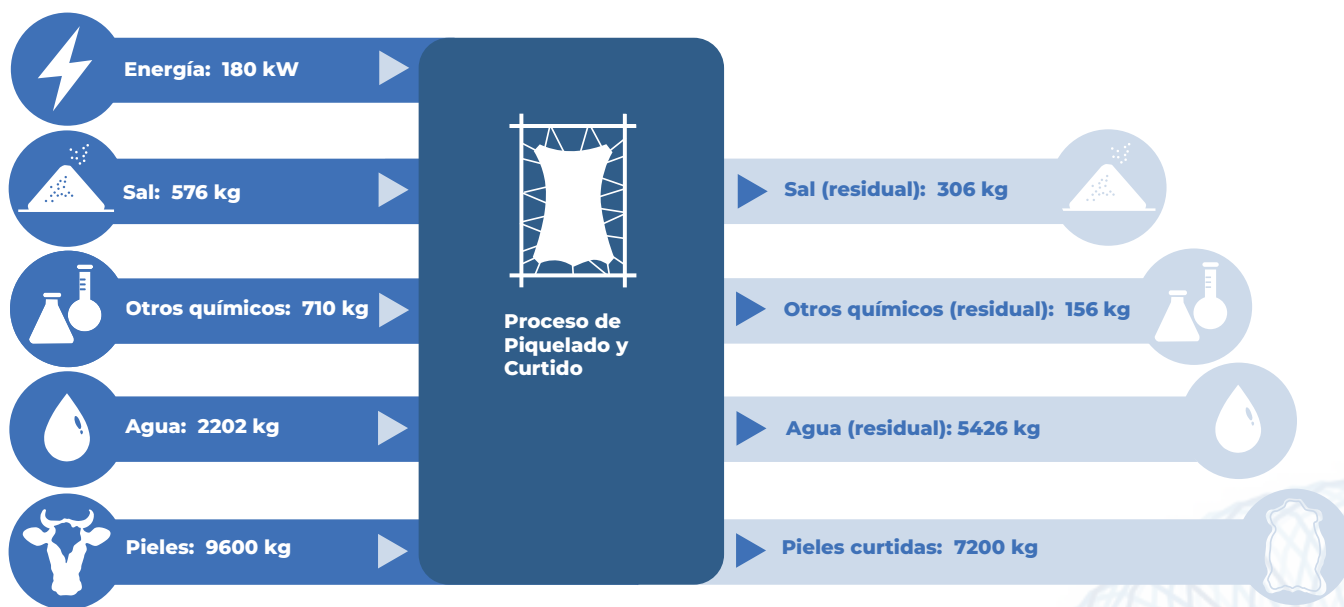 Energía: 180 kW
Sal: 576 kg
Otros químicos: 710 kg
Agua: 2202 kg
Pieles: 9600 kg
Proceso de
Piquelado y
Curtido
Sal (residual): 306 kg
Otros químicos (residual): 156 kg
Agua (residual): 5426 kg
Pieles curtidas: 7200 kg